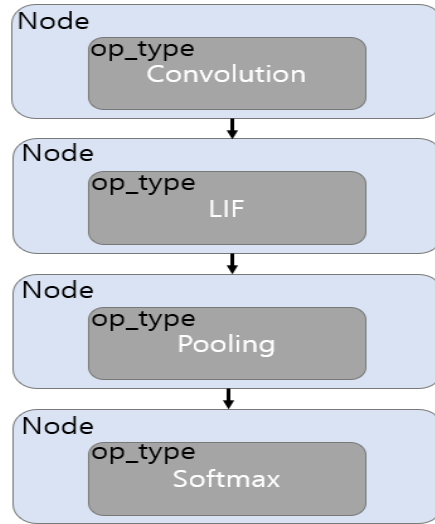 Node
op_type
Convolution
Node
op_type
LIF
Node
op_type
Pooling
Node
op_type
Softmax